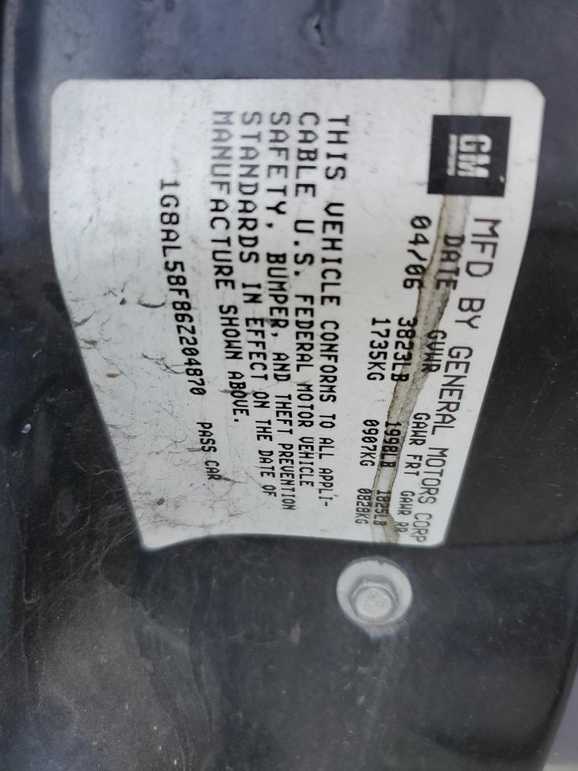 GM
MFD BY GENERAL MOTORS CORP
DATE GVWR GAWR FRT GAWR RR
04/06 3823LB 1998LB 1825LB
1735KG 0907KG 0828KG
THIS VEHICLE CONFORMS TO ALL APPLI-
CABLE U.S. FEDERAL MOTOR VEHICLE
SAFETY, BUMPER, AND THEFT PREVENTION
STANDARDS IN EFFECT ON THE DATE OF
MANUFACTURE SHOWN ABOVE.
1G8AL58F86Z204870 PASS CAR